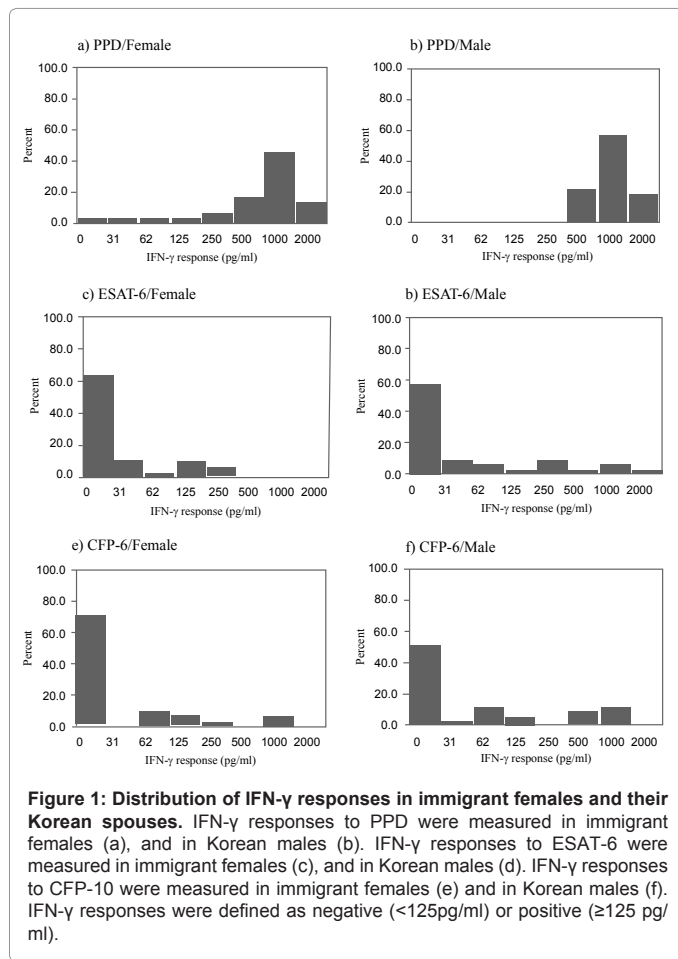 a) PPD/Female
100.0
80.0
60.0
40.0
20.0
0.0
Percent
0 31 62 125 250 500 1000 2000
IFN-γ response (pg/ml)
b) PPD/Male
100.0
80.0
60.0
40.0
20.0
0.0
Percent
0 31 62 125 250 500 1000 2000
IFN-γ response (pg/ml)
c) ESAT-6/Female
100.0
80.0
60.0
40.0
20.0
0.0
Percent
0 31 62 125 250 500 1000 2000
IFN-γ response (pg/ml)
b) ESAT-6/Male
100.0
80.0
60.0
40.0
20.0
0.0
Percent
0 31 62 125 250 500 1000 2000
IFN-γ response (pg/ml)
e) CFP-6/Female
100.0
80.0
60.0
40.0
20.0
0.0
Percent
0 31 62 125 250 500 1000 2000
IFN-γ response (pg/ml)
f) CFP-6/Male
100.0
80.0
60.0
40.0
20.0
0.0
Percent
0 31 62 125 250 500 1000 2000
IFN-γ response (pg/ml)
Figure 1: Distribution of IFN-γ responses in immigrant females and their
Korean spouses. IFN-γ responses to PPD were measured in immigrant
females (a), and in Korean males (b). IFN-γ responses to ESAT-6 were
measured in immigrant females (c), and in Korean males (d). IFN-γ responses
to CFP-10 were measured in immigrant females (e) and in Korean males (f).
IFN-γ responses were defined as negative (<125pg/ml) or positive (≥125 pg/
ml).